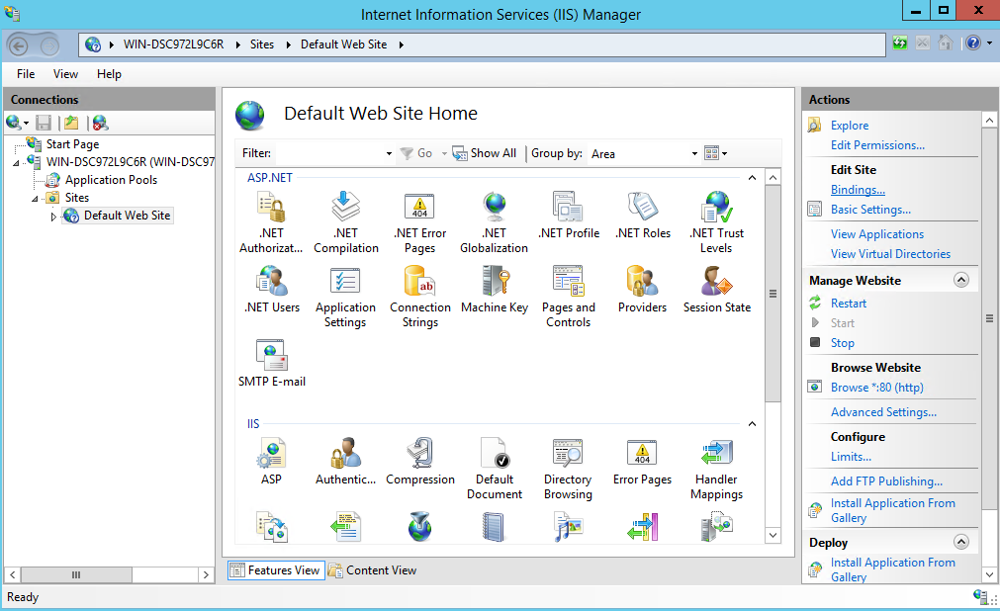 Internet Information Services (IIS) Manager
WIN-DSC972L9C6R Sites Default Web Site
File View Help
Connections
Start Page
WIN-DSC972L9C6R (WIN-DSC97
Application Pools
Sites
Default Web Site
Default Web Site Home
Filter: Go Show All Group by: Area
ASP.NET
.NET Authorizat...
.NET Compilation
.NET Error Pages
.NET Globalization
.NET Profile
.NET Roles
.NET Trust Levels
.NET Users
Application Settings
Connection Strings
Machine Key
Pages and Controls
Providers
Session State
SMTP E-mail
IIS
ASP
Authentic...
Compression
Default Document
Directory Browsing
Error Pages
Handler Mappings
Features View Content View
Actions
Explore
Edit Permissions...
Edit Site
Bindings...
Basic Settings...
View Applications
View Virtual Directories
Manage Website
Restart
Start
Stop
Browse Website
Browse *:80 (http)
Advanced Settings...
Configure
Limits...
Add FTP Publishing...
Install Application From
Gallery
Deploy
Install Application From
Gallery
Ready